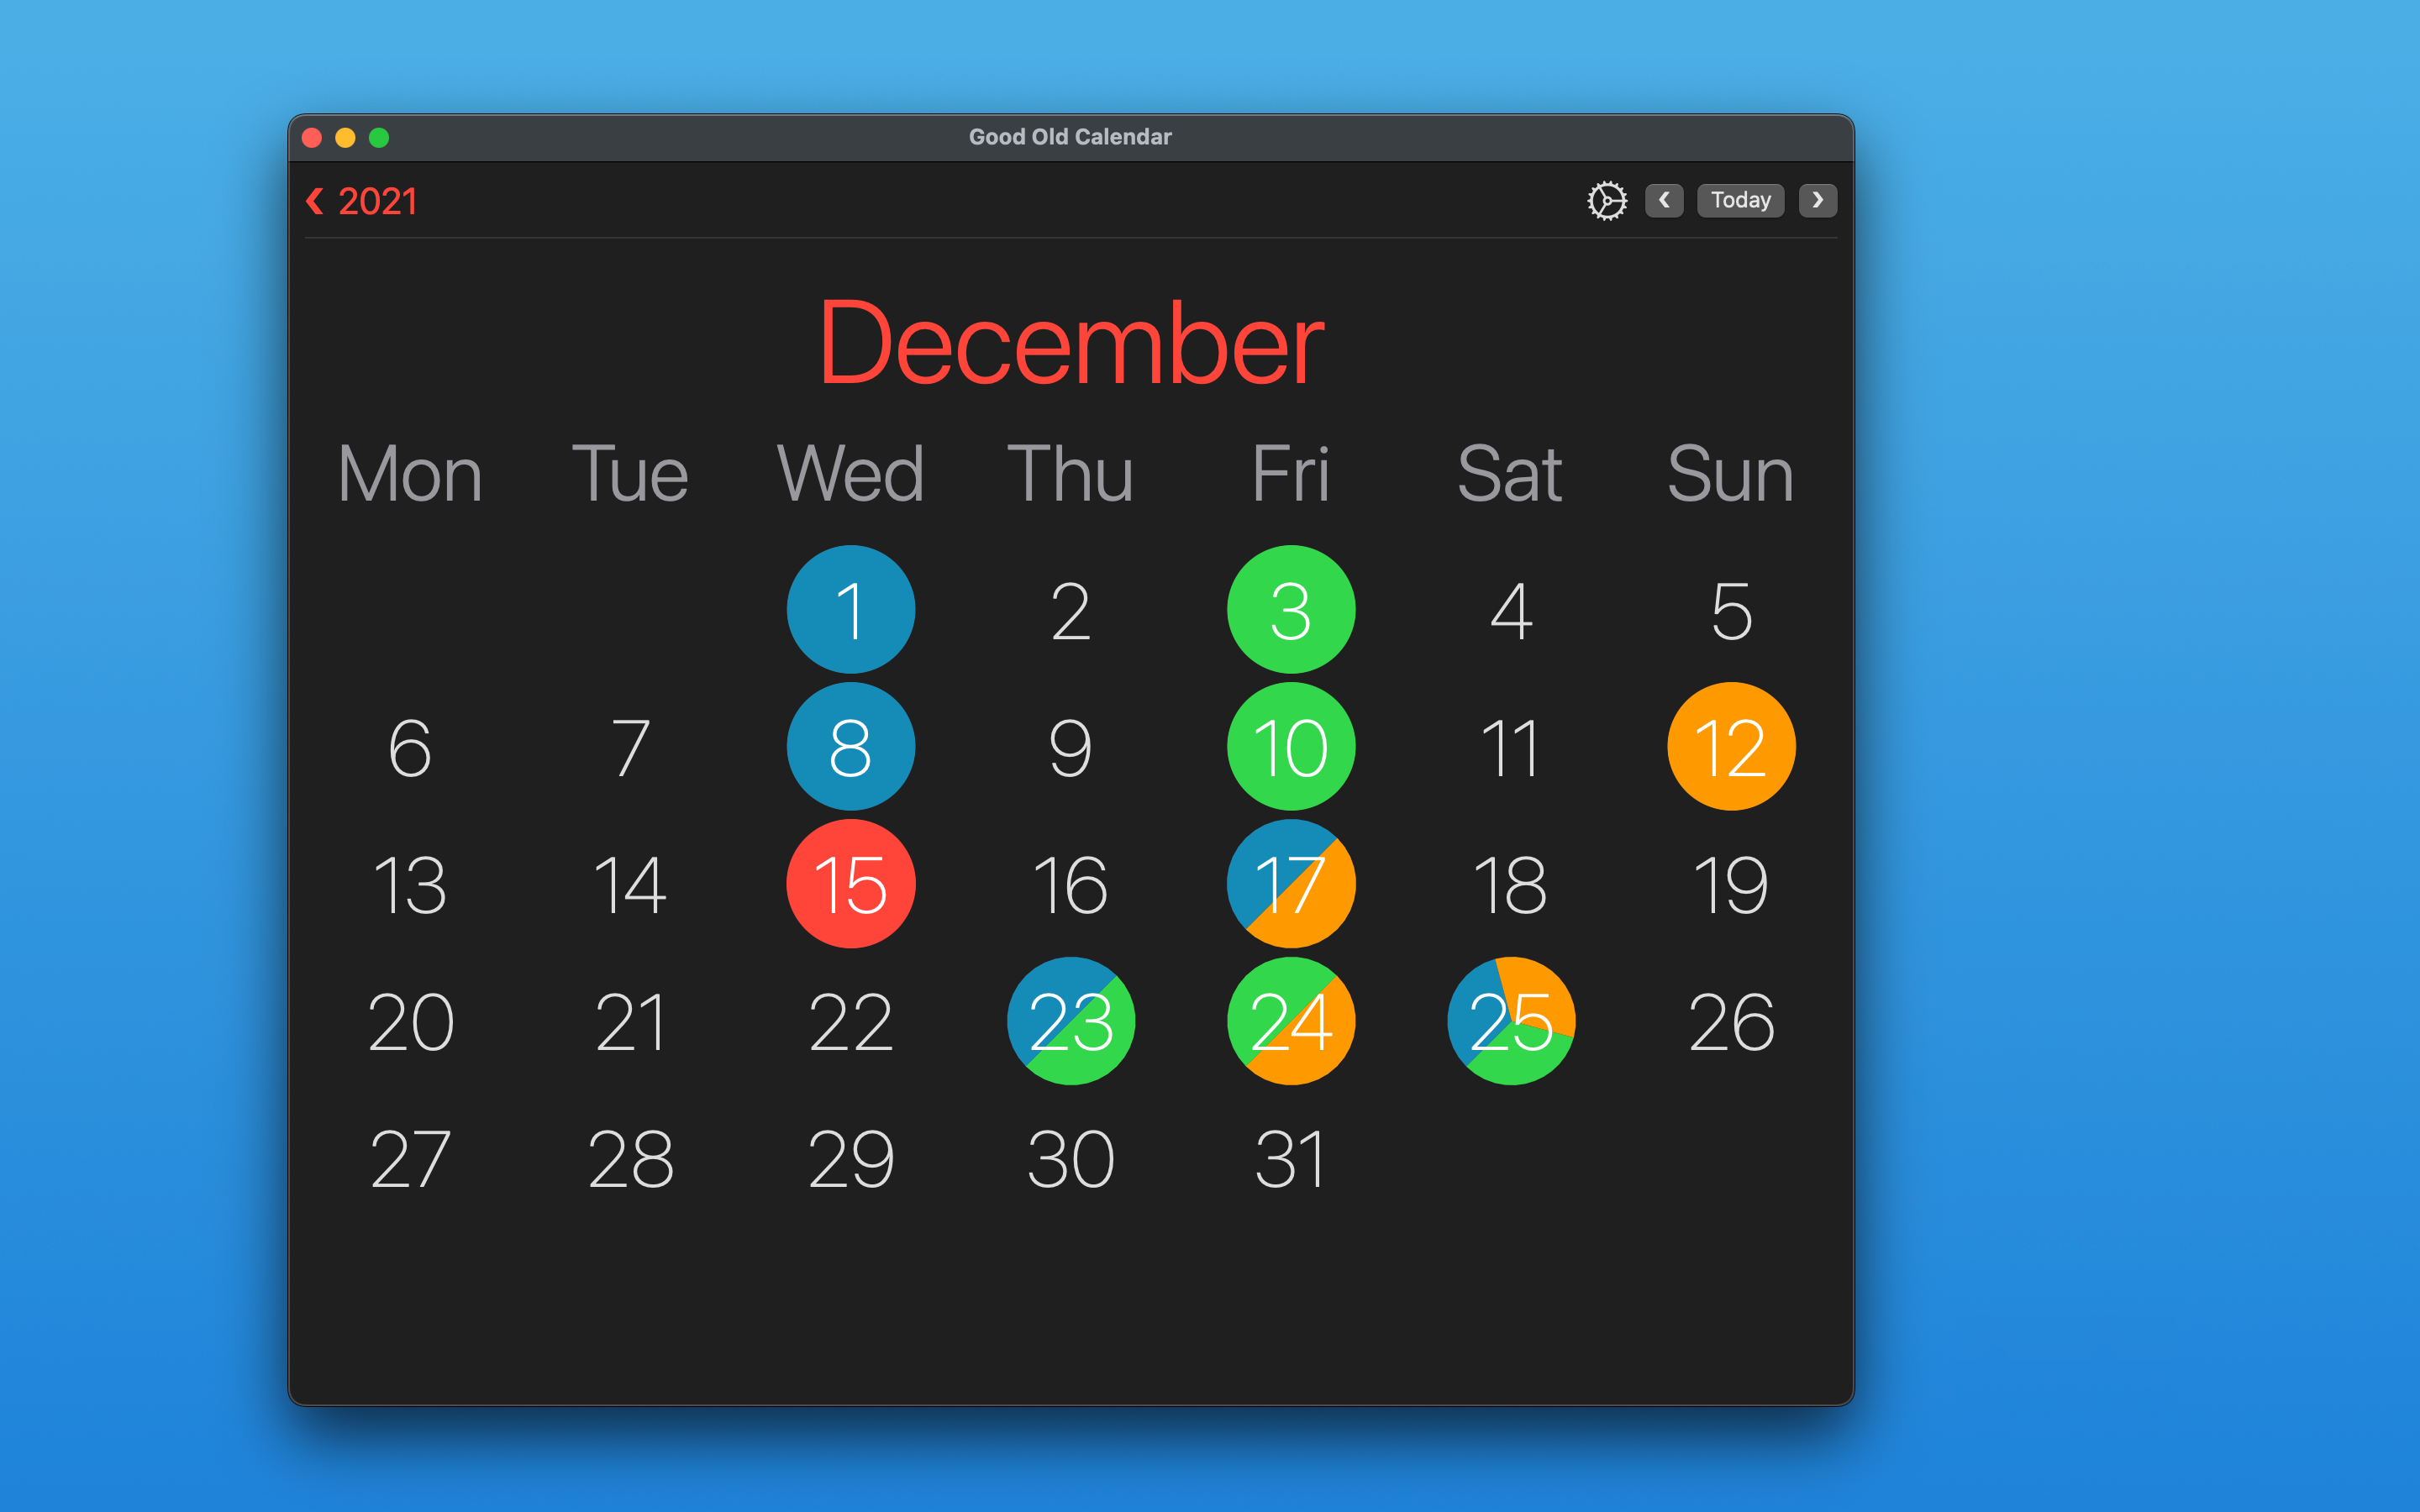 Good Old Calendar
2021
Today
December
Mon Tue Wed Thu Fri Sat Sun
1 2 3 4 5
6 7 8 9 10 11 12
13 14 15 16 17 18 19
20 21 22 23 24 25 26
27 28 29 30 31